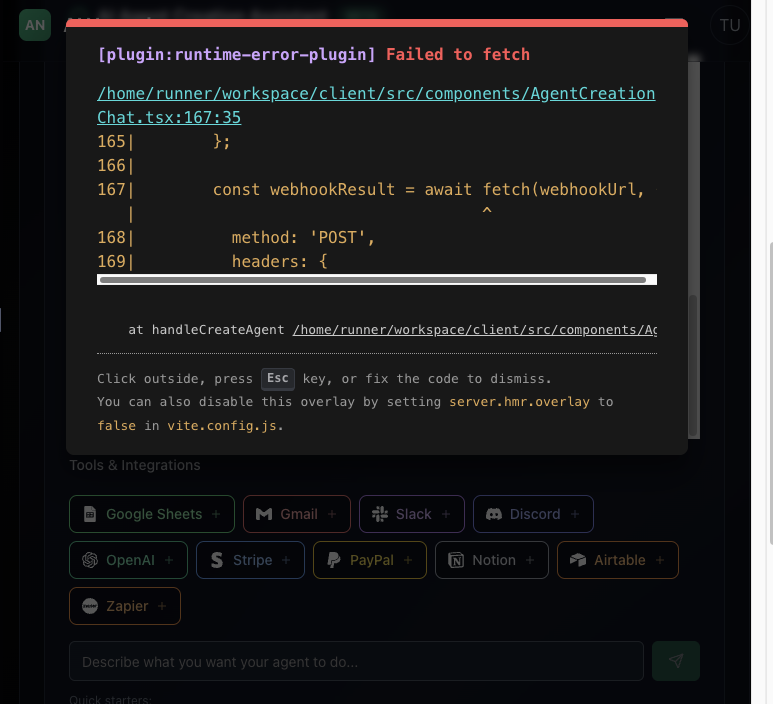 AN
TU
[plugin:runtime-error-plugin] Failed to fetch
/home/runner/workspace/client/src/components/AgentCreation
Chat.tsx:167:35
165|        };
166|
167|        const webhookResult = await fetch(webhookUrl,
   |                                    ^
168|          method: 'POST',
169|          headers: {
at handleCreateAgent /home/runner/workspace/client/src/components/Ag
Click outside, press Esc key, or fix the code to dismiss.
You can also disable this overlay by setting server.hmr.overlay to
false in vite.config.js.
Tools & Integrations
Google Sheets +
Gmail +
Slack +
Discord +
OpenAI +
Stripe +
PayPal +
Notion +
Airtable +
Zapier +
Describe what you want your agent to do...
Quick starters: